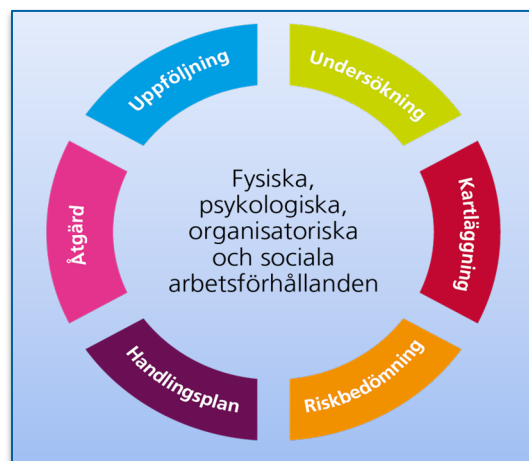 Uppföljning
Undersökning
Kartläggning
Riskbedömning
Handlingsplan
Åtgärd
Fysiska,
psykologiska,
organisatoriska
och sociala
arbetsförhållanden